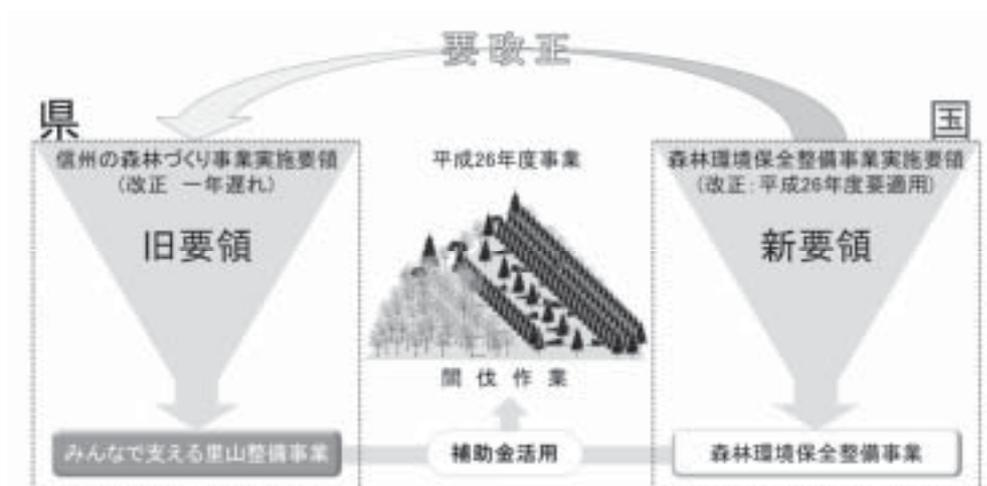 要改正
県
信州の森林づくり事業実施要領
(改正 一年遅れ)
旧要領
みんなで支える里山整備事業
平成26年度事業
間伐作業
補助金活用
国
森林環境保全整備事業実施要領
(改正:平成26年度要適用)
新要領
森林環境保全整備事業